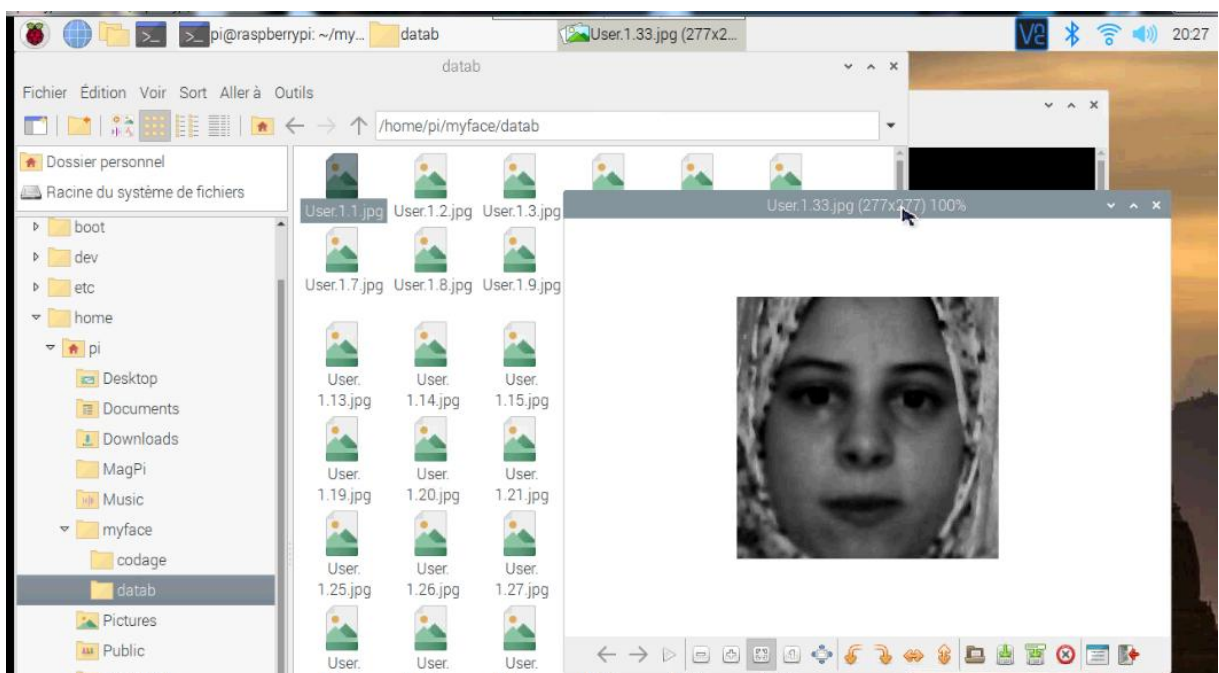 pi@raspberrypi: ~/my...
datab
User.1.33.jpg (277x2...
20:27
datab
Fichier Édition Voir Sort Aller à Outils
/home/pi/myface/datab
Dossier personnel
Racine du système de fichiers
boot
dev
etc
home
pi
Desktop
Documents
Downloads
MagPi
Music
myface
codage
datab
Pictures
Public
User.1.1.jpg User.1.2.jpg User.1.3.jpg
User.1.7.jpg User.1.8.jpg User.1.9.jpg
User. User. User.
1.13.jpg 1.14.jpg 1.15.jpg
User. User. User.
1.19.jpg 1.20.jpg 1.21.jpg
User. User. User.
1.25.jpg 1.26.jpg 1.27.jpg
User. User. User.
User.1.33.jpg (277x277) 100%